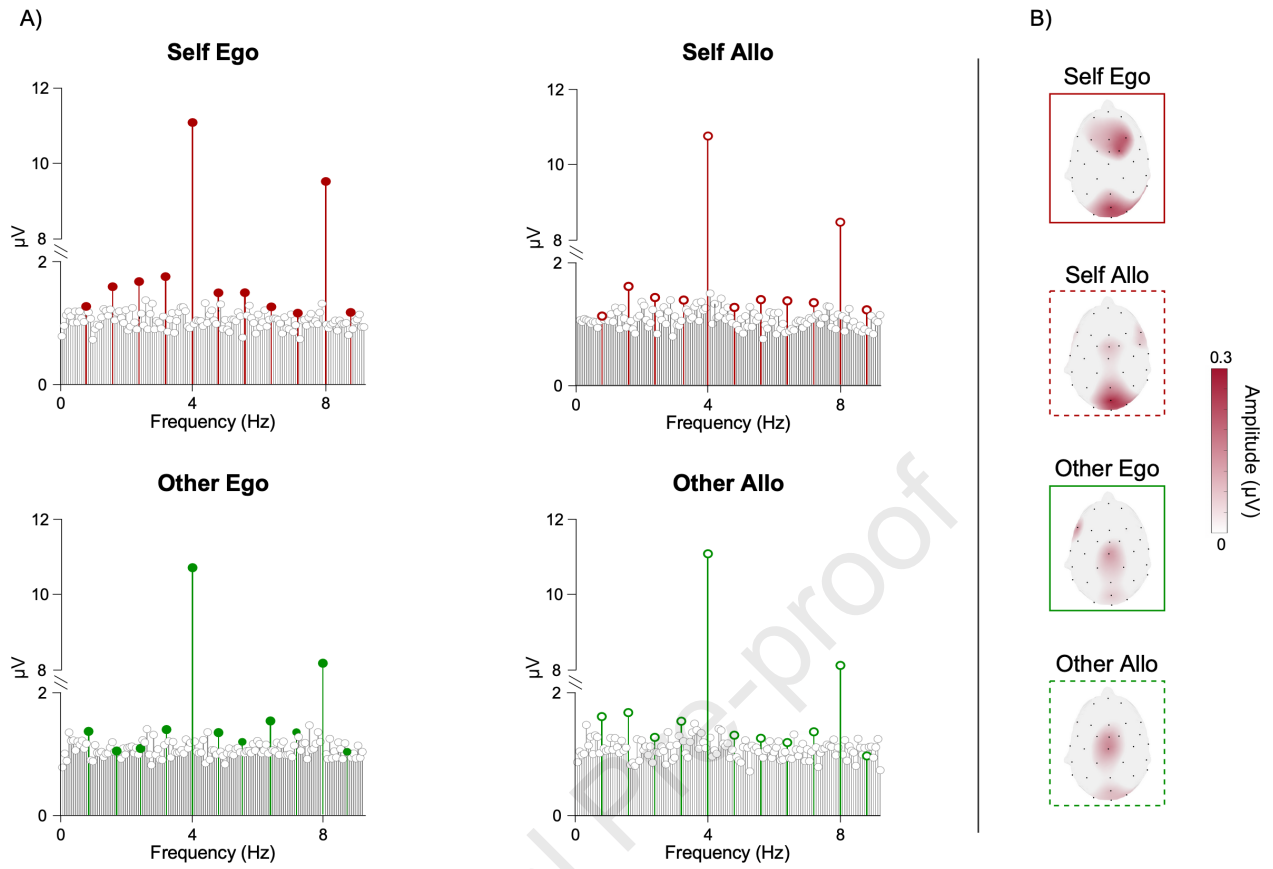 A)
B)
Self Ego
12
10
8
2
0
µV
0 4 8
Frequency (Hz)
Self Allo
12
10
8
2
0
µV
0 4 8
Frequency (Hz)
Other Ego
12
10
8
2
0
µV
0 4 8
Frequency (Hz)
Other Allo
12
10
8
2
0
µV
0 4 8
Frequency (Hz)
Self Ego
Self Allo
Other Ego
Other Allo
0.3
0
Amplitude (µV)
Pre-proof